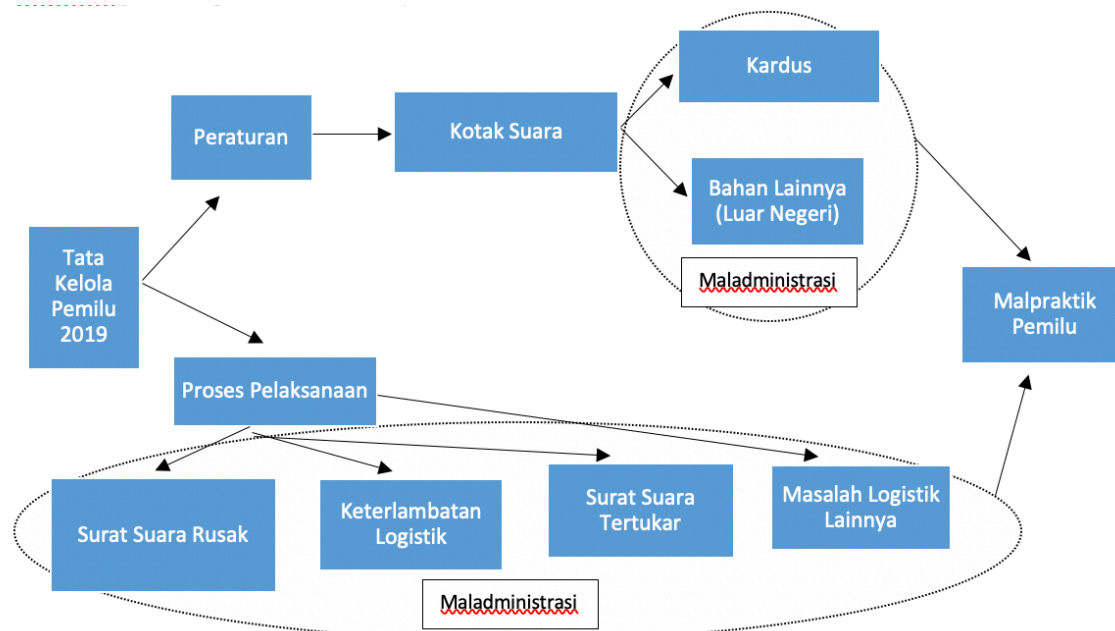 Kardus
Peraturan
Kotak Suara
Bahan Lainnya
(Luar Negeri)
Tata
Kelola
Pemilu
2019
Maladministrasi
Malpraktik
Pemilu
Proses Pelaksanaan
Surat Suara Rusak
Keterlambatan
Logistik
Surat Suara
Tertukar
Masalah Logistik
Lainnya
Maladministrasi